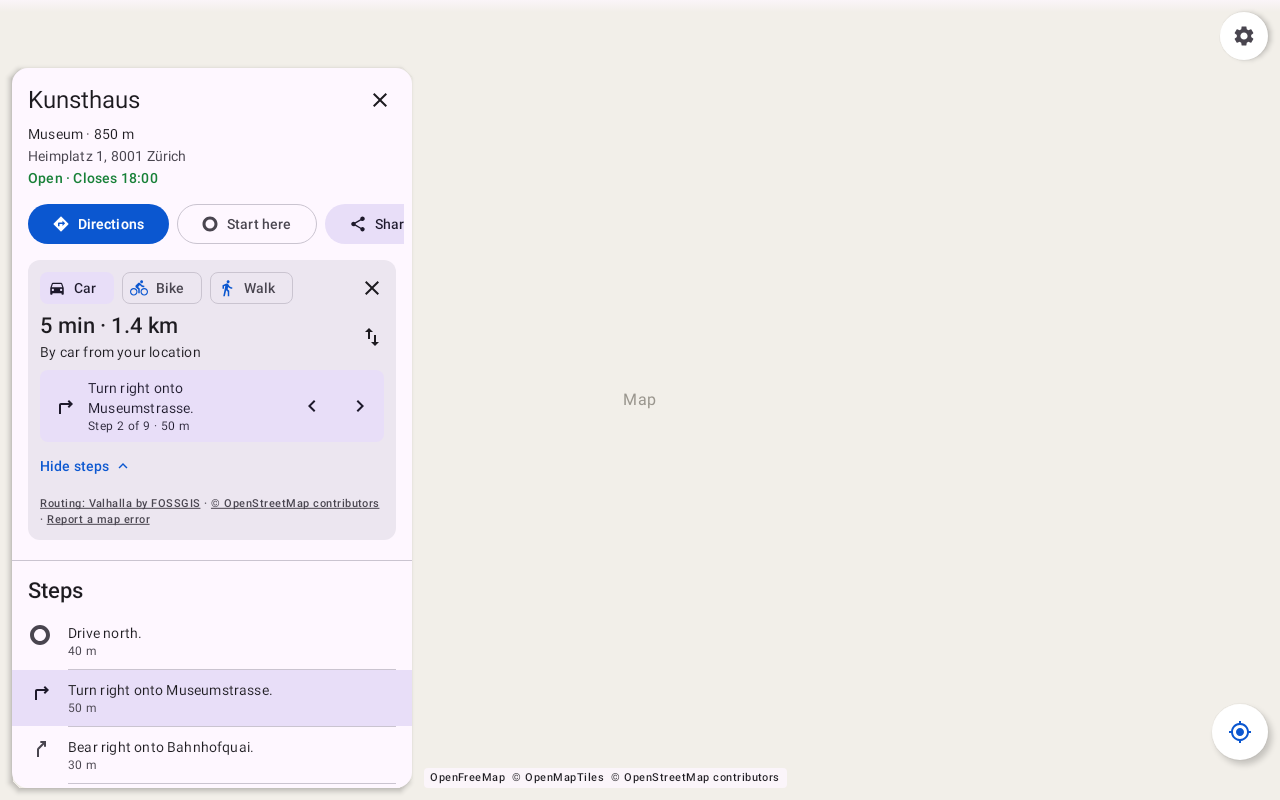 Kunsthaus
Museum · 850 m
Heimplatz 1, 8001 Zürich
Open · Closes 18:00
Directions
Start here
Shar
Car
Bike
Walk
5 min · 1.4 km
By car from your location
Turn right onto
Museumstrasse.
Step 2 of 9 · 50 m
Hide steps
Routing: Valhalla by FOSSGIS · © OpenStreetMap contributors
· Report a map error
Steps
Drive north.
40 m
Turn right onto Museumstrasse.
50 m
Bear right onto Bahnhofquai.
30 m
Map
OpenFreeMap © OpenMapTiles © OpenStreetMap contributors